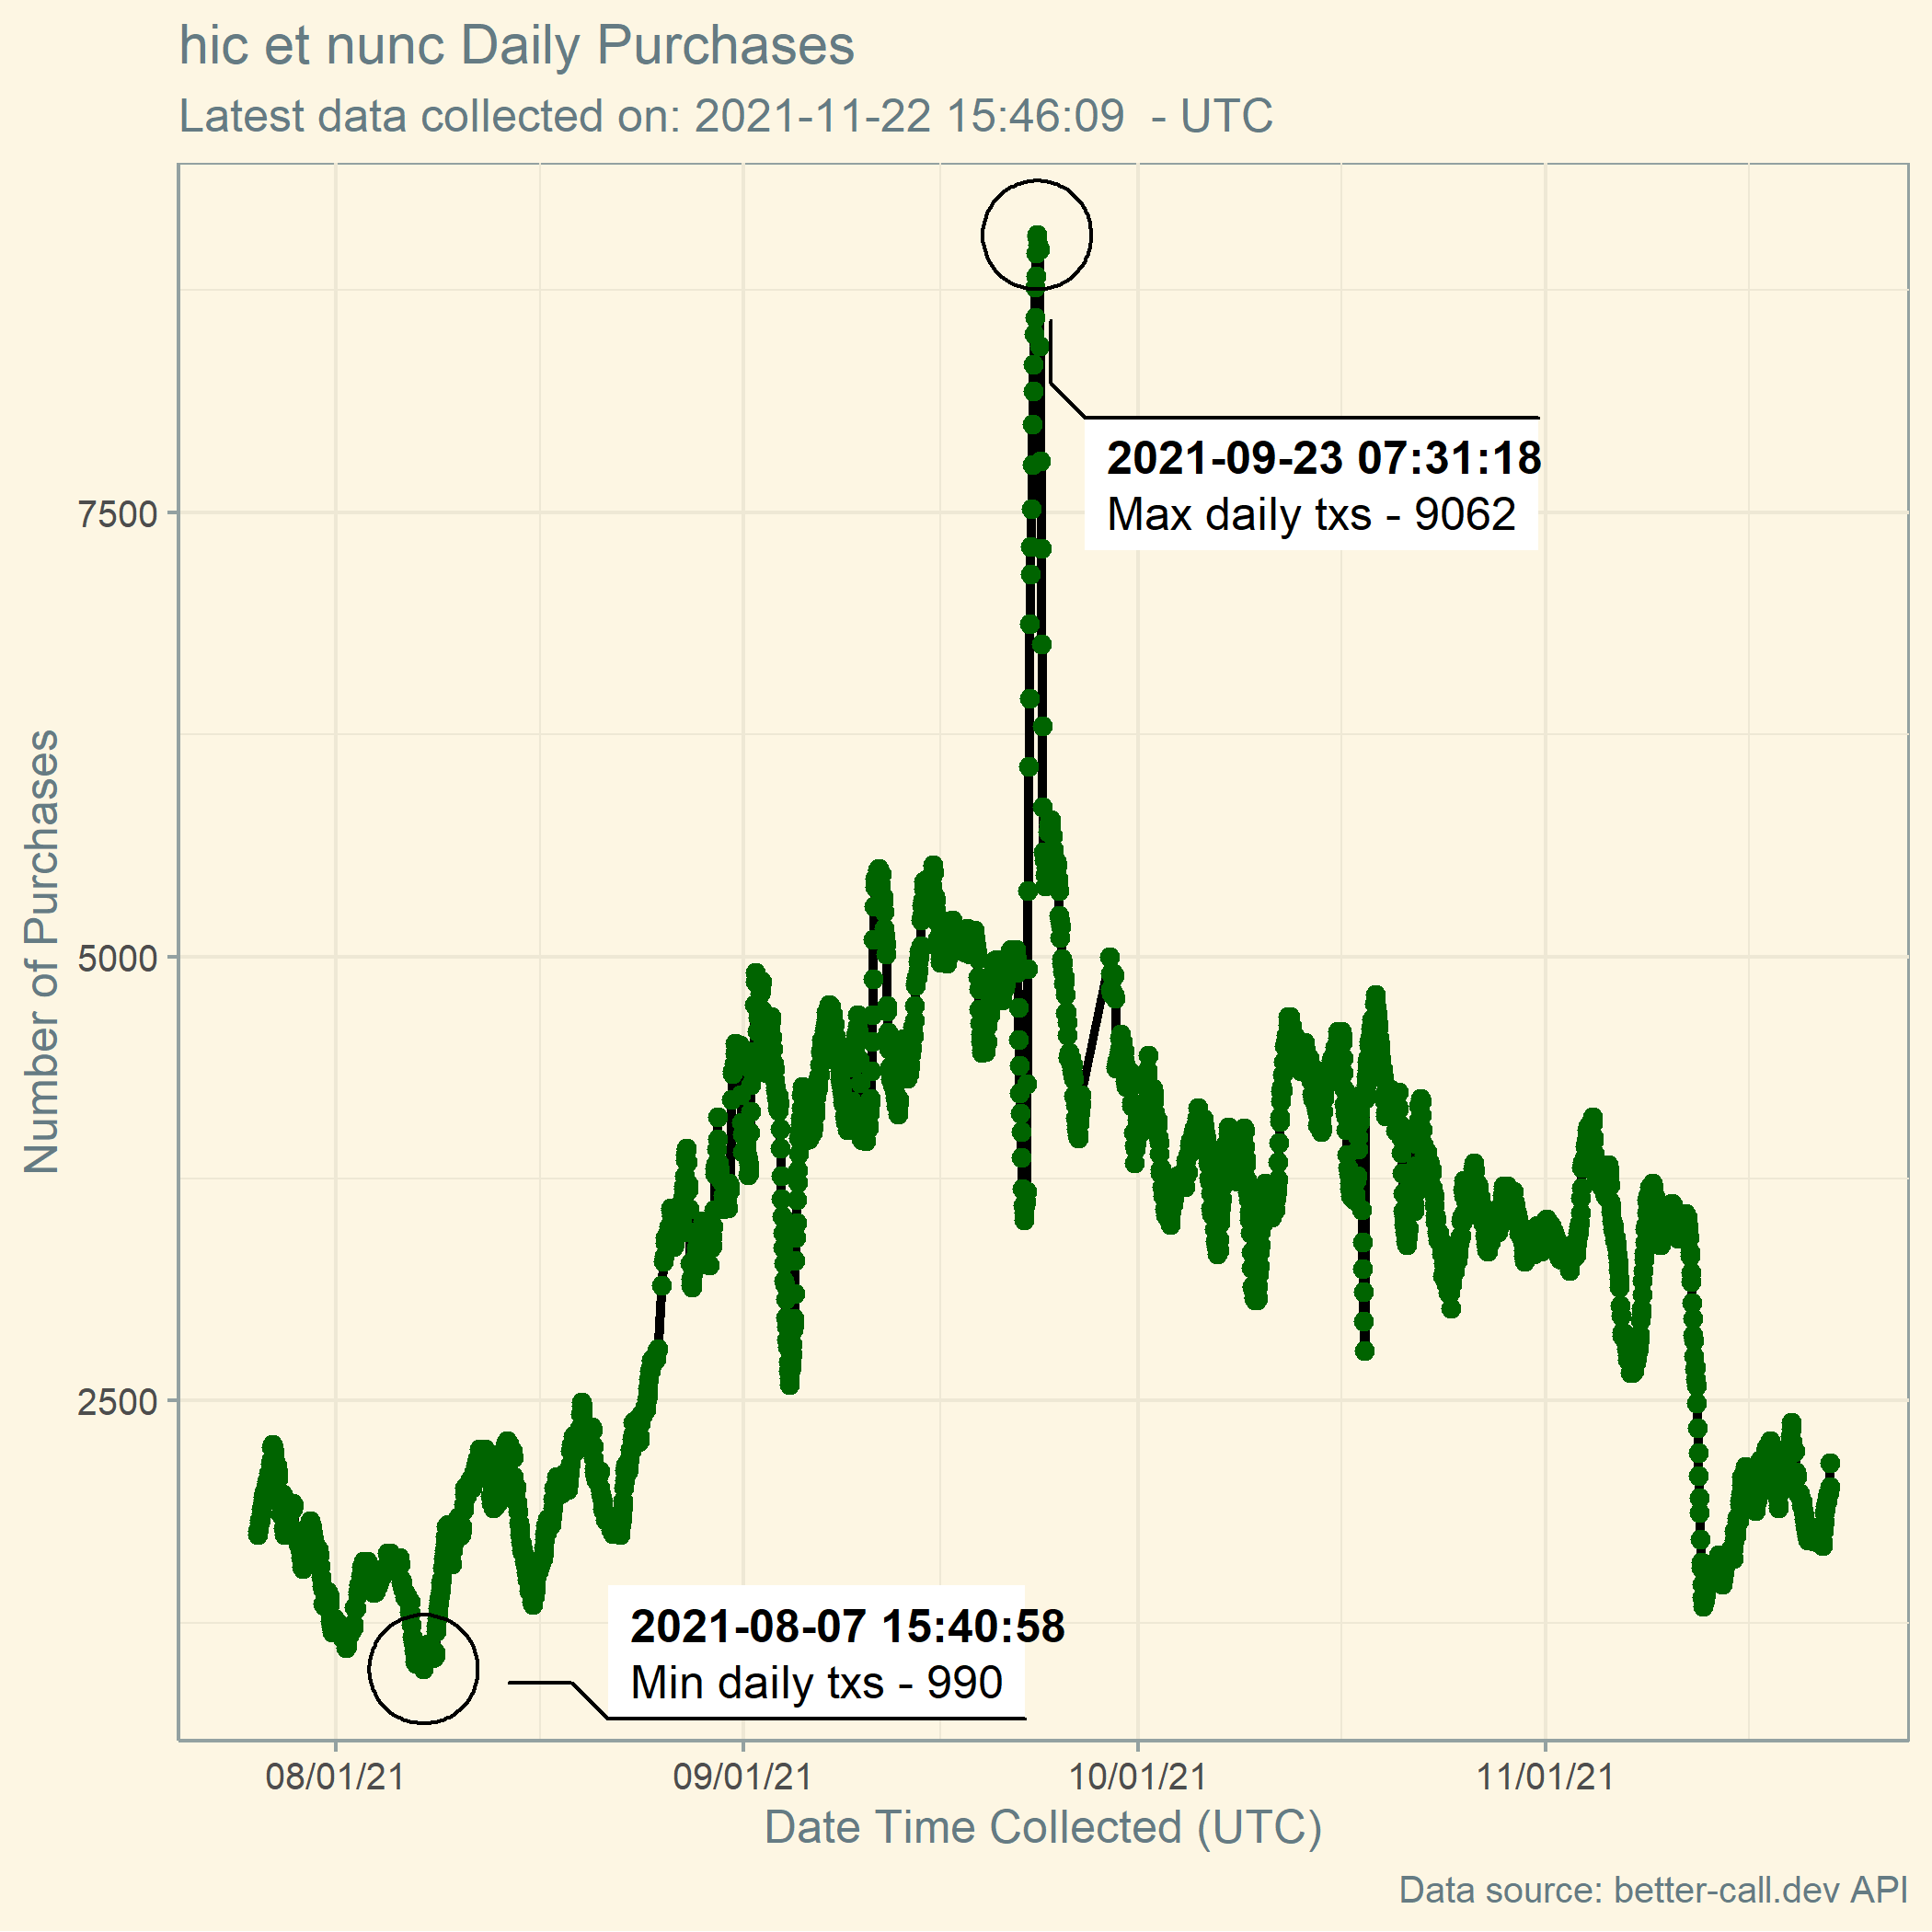 hic et nunc Daily Purchases
Latest data collected on: 2021-11-22 15:46:09  - UTC
Number of Purchases
7500
5000
2500
2021-09-23 07:31:18
Max daily txs - 9062
2021-08-07 15:40:58
Min daily txs - 990
08/01/21
09/01/21
10/01/21
11/01/21
Date Time Collected (UTC)
Data source: better-call.dev API